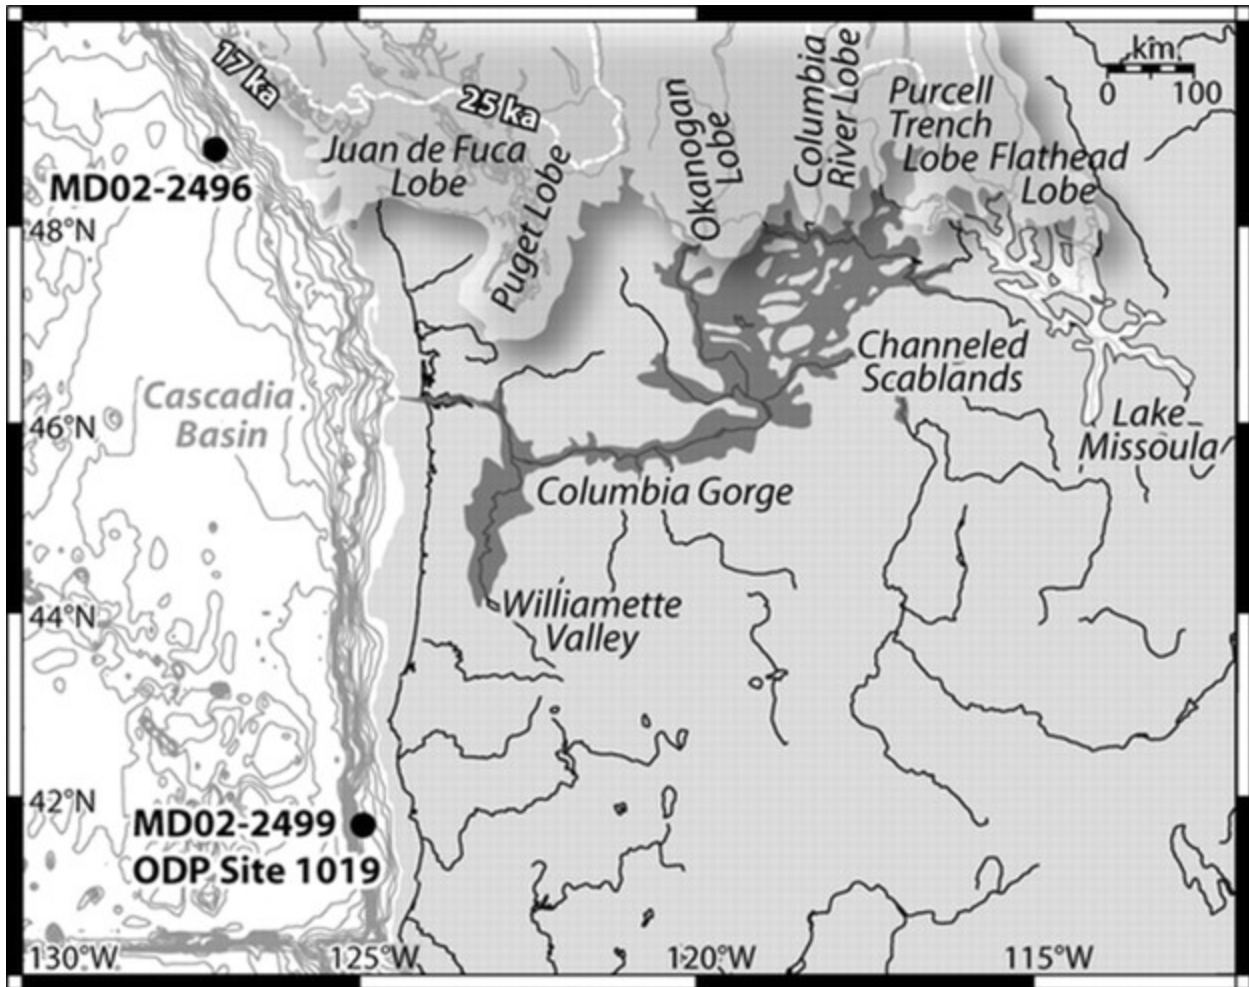 17 ka
25 ka
Juan de Fuca
Lobe
Puget Lobe
Okanogan
Lobe
Columbia
River Lobe
Purcell
Trench
Lobe
Flathead
Lobe
km
0 100
MD02-2496
48°N
Channeled
Scablands
Cascadia
Basin
46°N
Lake
Missoula
Columbia Gorge
44°N
Williamette
Valley
42°N
MD02-2499
ODP Site 1019
130°W 125°W 120°W 115°W